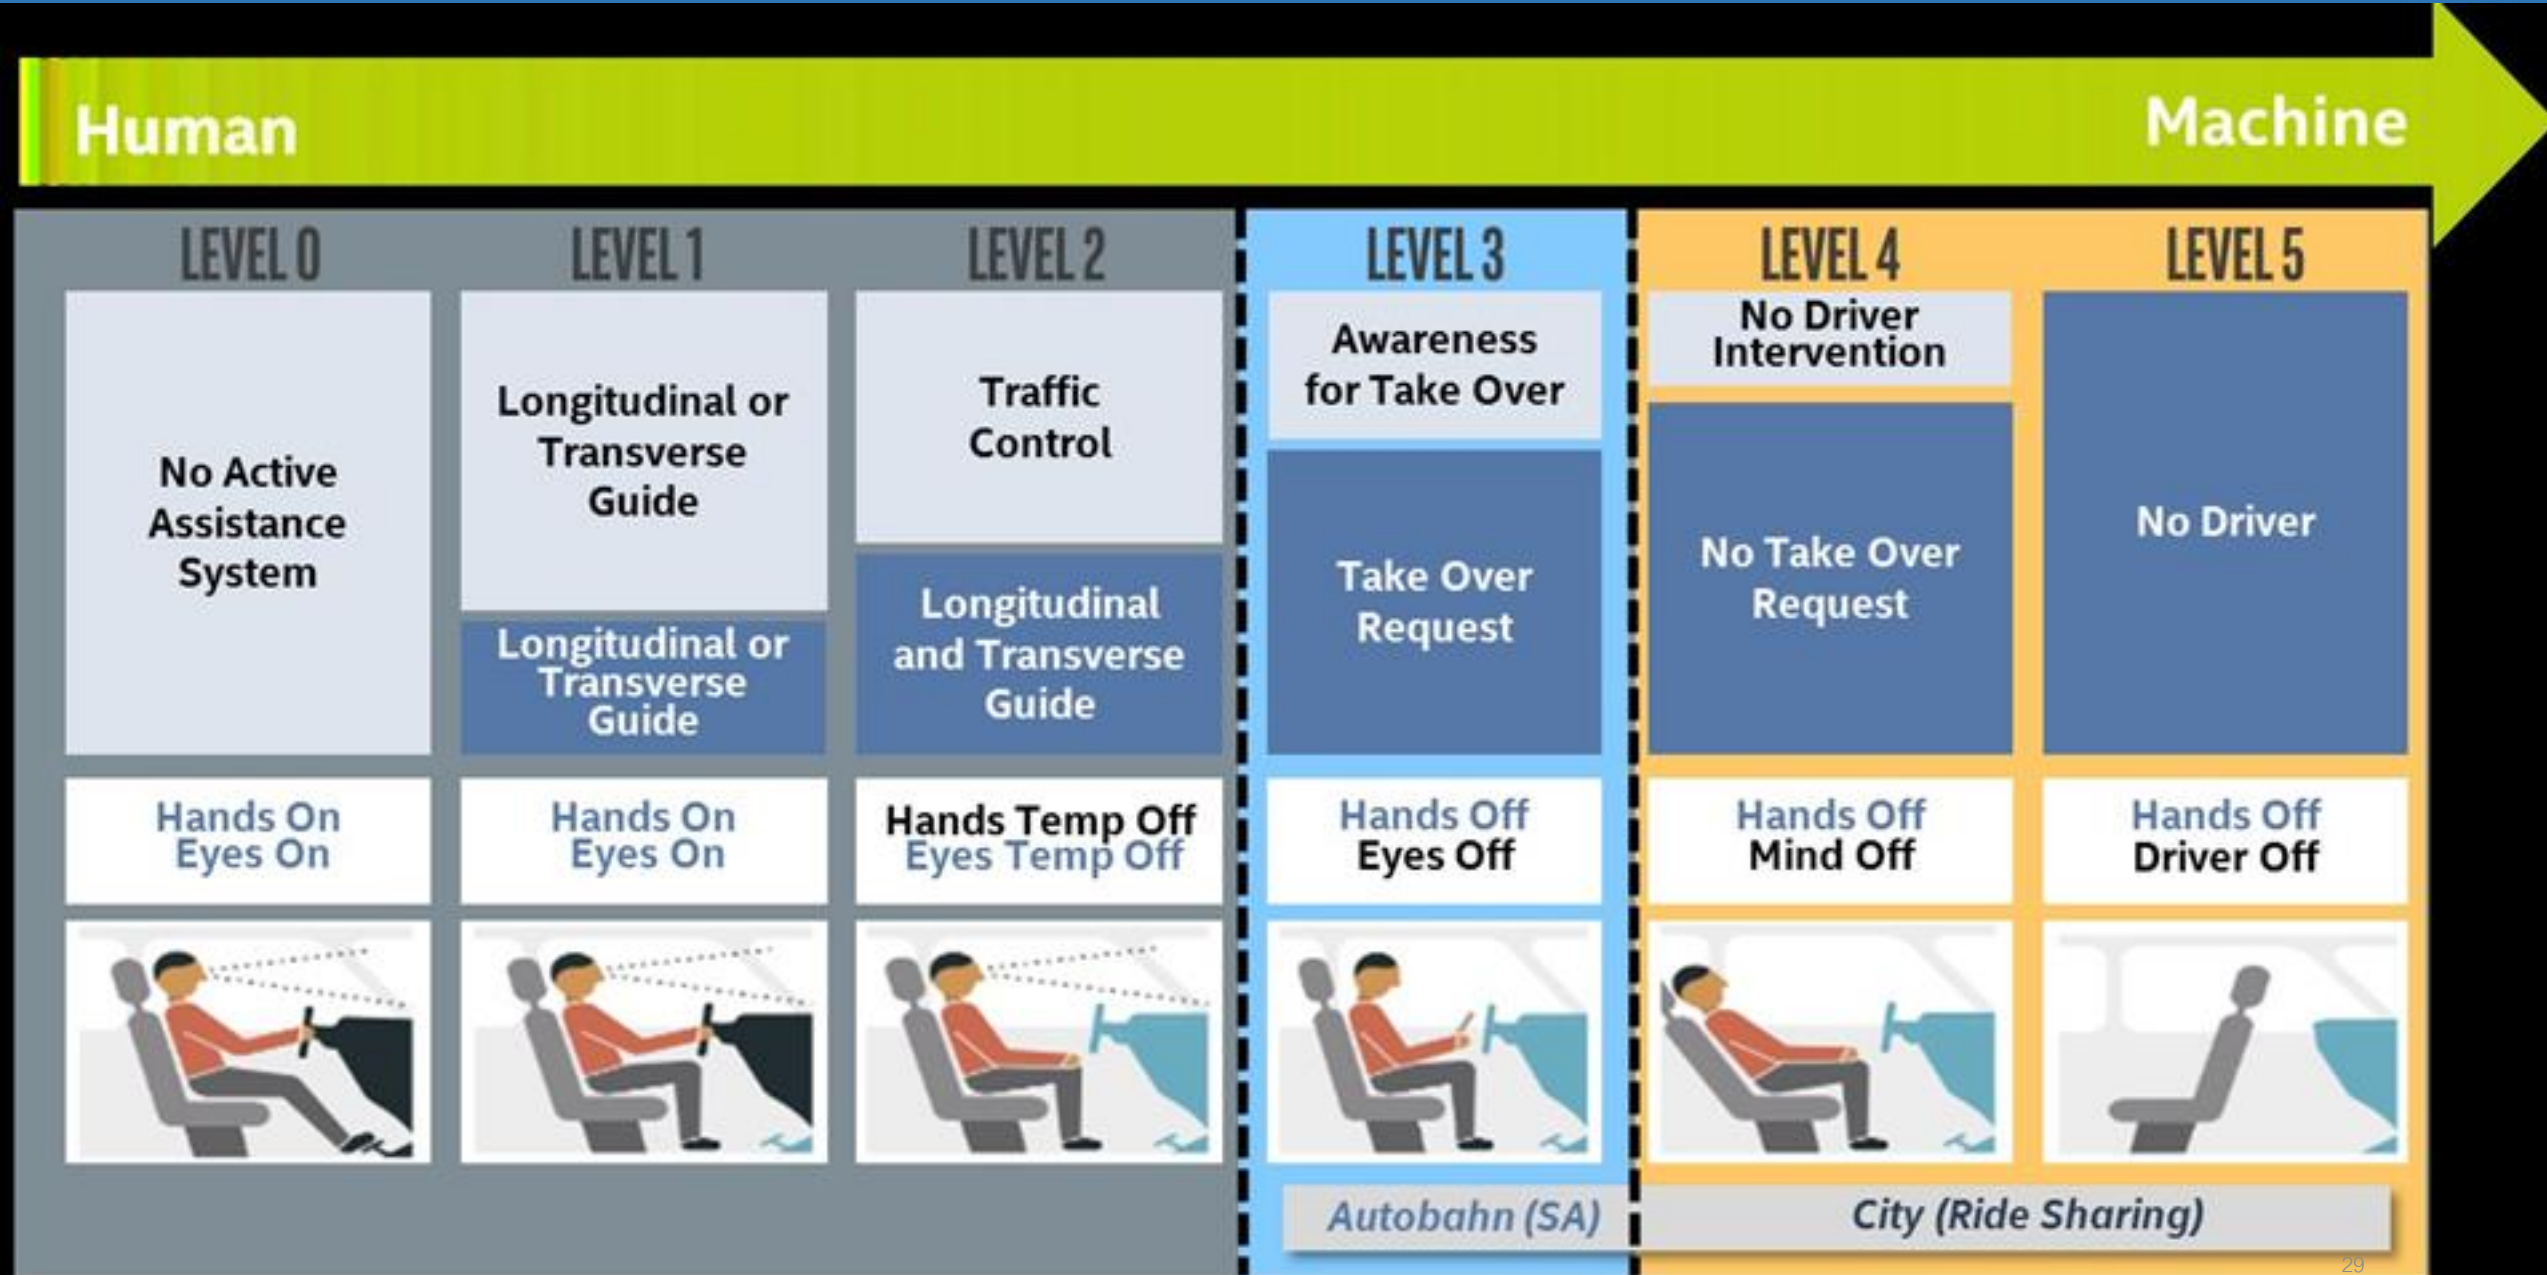 Human
Machine
LEVEL 0
No Active
Assistance
System
Hands On
Eyes On
LEVEL 1
Longitudinal or
Transverse
Guide
Longitudinal or
Transverse
Guide
Hands On
Eyes On
LEVEL 2
Traffic
Control
Longitudinal
and Transverse
Guide
Hands Temp Off
Eyes Temp Off
LEVEL 3
Awareness
for Take Over
Take Over
Request
Hands Off
Eyes Off
LEVEL 4
No Driver
Intervention
No Take Over
Request
Hands Off
Mind Off
LEVEL 5
No Driver
Hands Off
Driver Off
Autobahn (SA)
City (Ride Sharing)
29